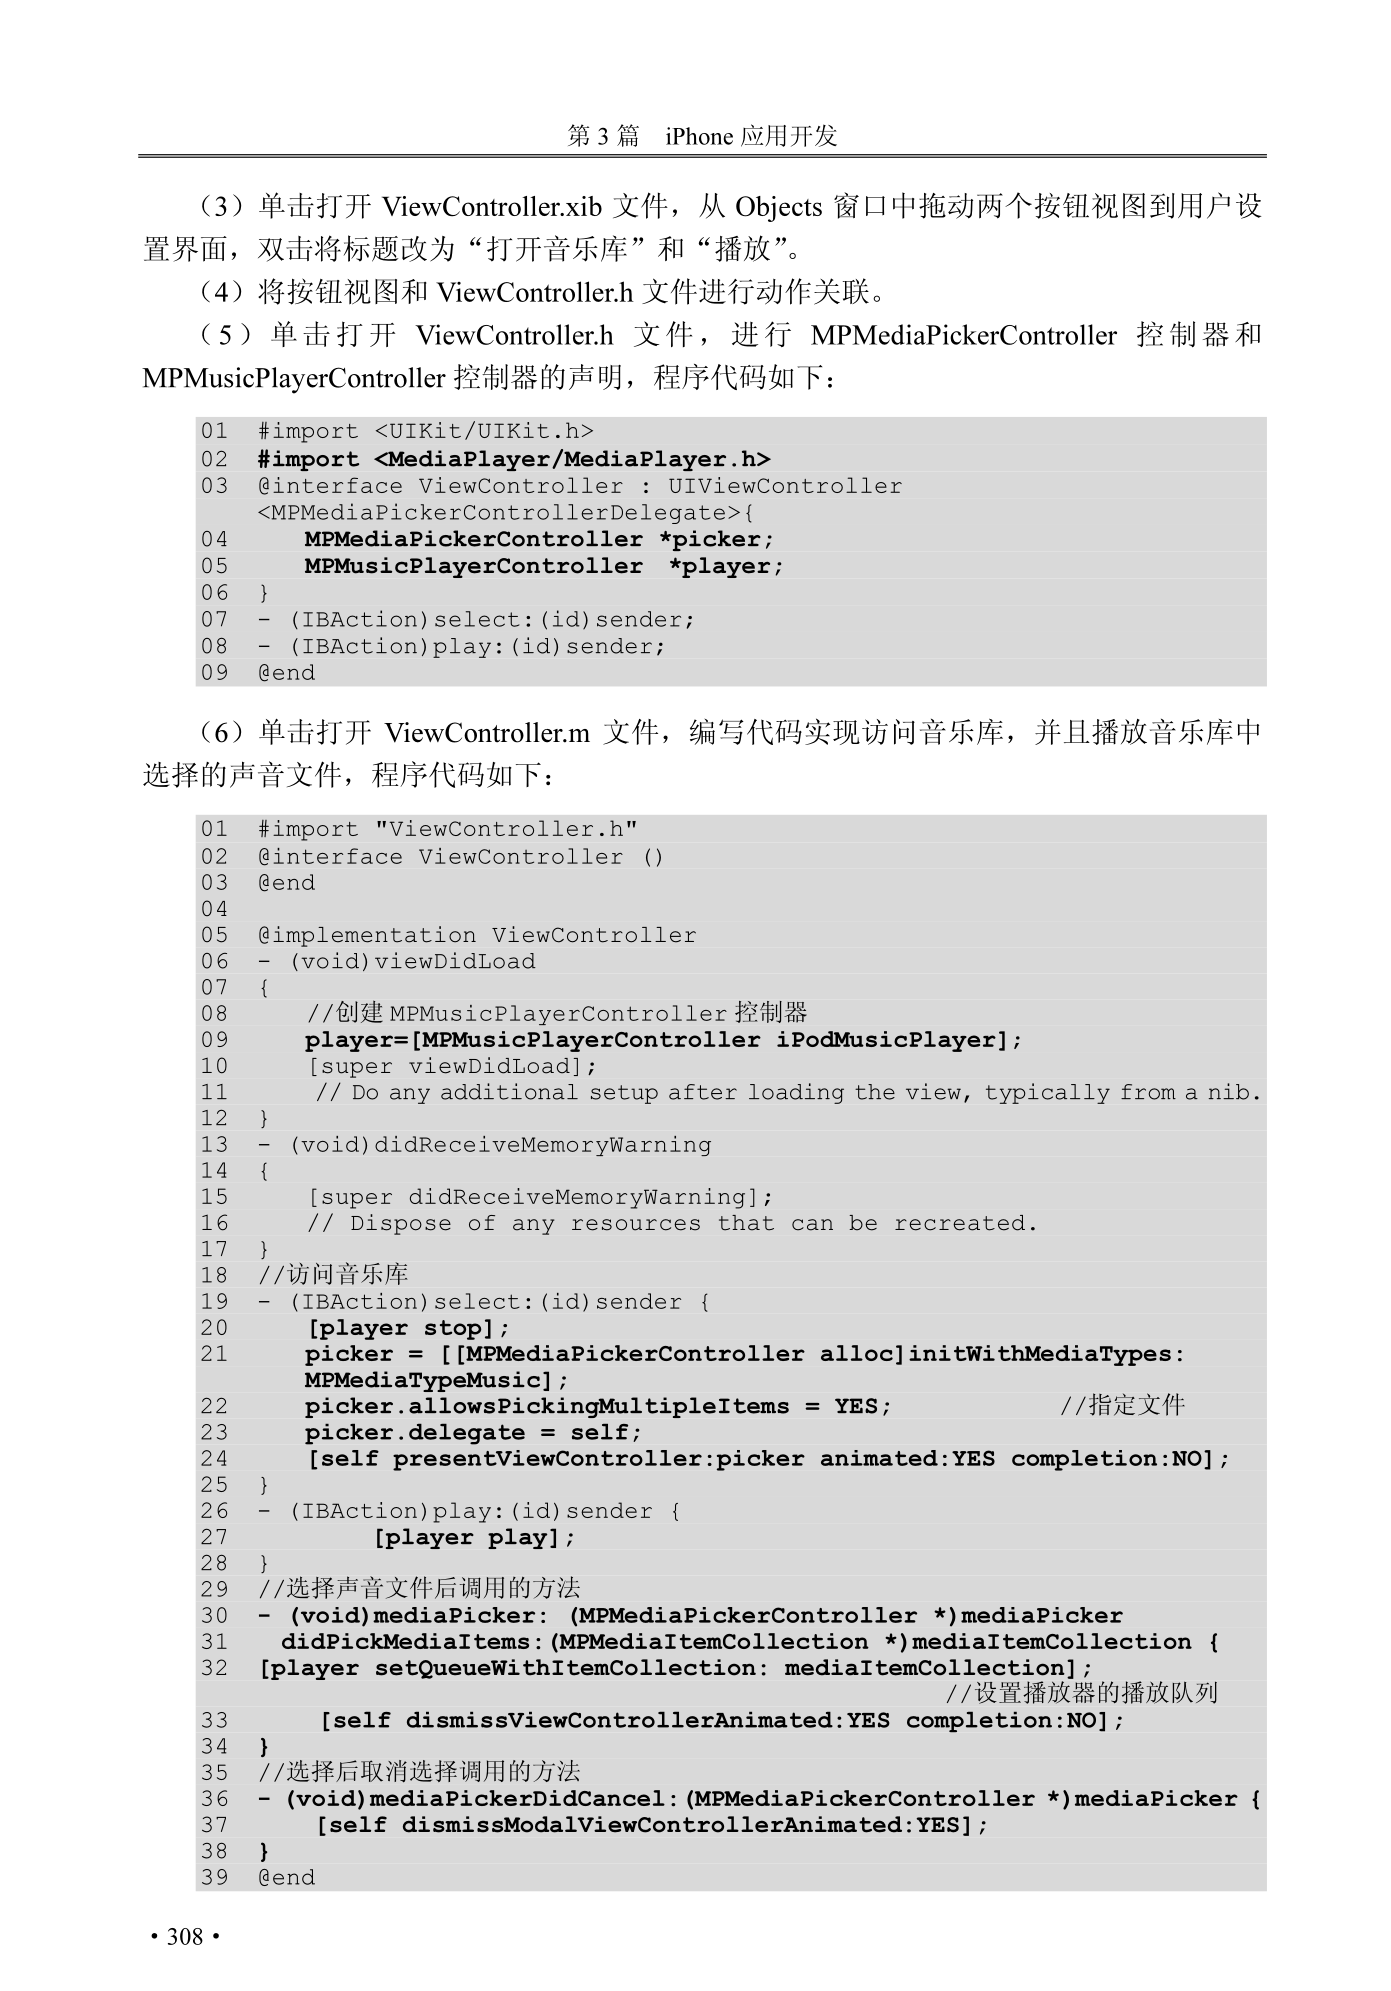 第 3 篇　iPhone 应用开发
（3）单击打开 ViewController.xib 文件，从 Objects 窗口中拖动两个按钮视图到用户设
置界面，双击将标题改为“打开音乐库”和“播放”。
（4）将按钮视图和 ViewController.h 文件进行动作关联。
（5）单击打开 ViewController.h 文件，进行 MPMediaPickerController 控制器和
MPMusicPlayerController 控制器的声明，程序代码如下：
01 #import <UIKit/UIKit.h>
02 #import <MediaPlayer/MediaPlayer.h>
03 @interface ViewController : UIViewController
<MPMediaPickerControllerDelegate>{
04 MPMediaPickerController *picker;
05 MPMusicPlayerController *player;
06 }
07 - (IBAction)select:(id)sender;
08 - (IBAction)play:(id)sender;
09 @end
（6）单击打开 ViewController.m 文件，编写代码实现访问音乐库，并且播放音乐库中
选择的声音文件，程序代码如下：
01 #import "ViewController.h"
02 @interface ViewController ()
03 @end
04
05 @implementation ViewController
06 - (void)viewDidLoad
07 {
08 //创建 MPMusicPlayerController 控制器
09 player=[MPMusicPlayerController iPodMusicPlayer];
10 [super viewDidLoad];
11 // Do any additional setup after loading the view, typically from a nib.
12 }
13 - (void)didReceiveMemoryWarning
14 {
15 [super didReceiveMemoryWarning];
16 // Dispose of any resources that can be recreated.
17 }
18 //访问音乐库
19 - (IBAction)select:(id)sender {
20 [player stop];
21 picker = [[MPMediaPickerController alloc]initWithMediaTypes:
MPMediaTypeMusic];
22 picker.allowsPickingMultipleItems = YES; //指定文件
23 picker.delegate = self;
24 [self presentViewController:picker animated:YES completion:NO];
25 }
26 - (IBAction)play:(id)sender {
27 [player play];
28 }
29 //选择声音文件后调用的方法
30 - (void)mediaPicker: (MPMediaPickerController *)mediaPicker
31 didPickMediaItems:(MPMediaItemCollection *)mediaItemCollection {
32 [player setQueueWithItemCollection: mediaItemCollection];
//设置播放器的播放队列
33 [self dismissViewControllerAnimated:YES completion:NO];
34 }
35 //选择后取消选择调用的方法
36 - (void)mediaPickerDidCancel:(MPMediaPickerController *)mediaPicker {
37 [self dismissModalViewControllerAnimated:YES];
38 }
39 @end
· 308 ·